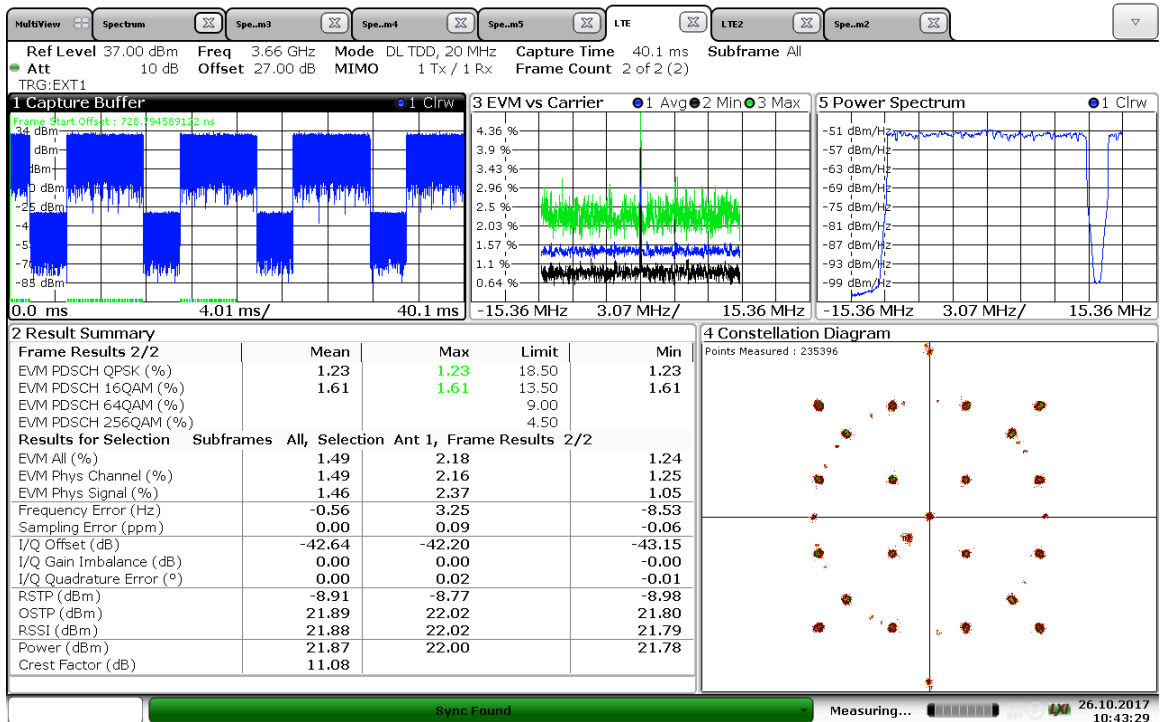 MultiView Spectrum Spe..m3 Spe..m4 Spe..m5 LTE LTE2 Spe..m2
Ref Level 37.00 dBm Freq 3.66 GHz Mode DL TDD, 20 MHz Capture Time 40.1 ms Subframe All
Att 10 dB Offset 27.00 dB MIMO 1 Tx / 1 Rx Frame Count 2 of 2 (2)
TRG:EXT1
1 Capture Buffer 1 Clrw
Frame Start Offset : 728.794589122 ns
34 dBm
dBm
dBm
dBm
-25 dBm
-85 dBm
0.0 ms 4.01 ms/ 40.1 ms
3 EVM vs Carrier 1 Avg 2 Min 3 Max
4.36 %
3.9 %
3.43 %
2.96 %
2.5 %
2.03 %
1.57 %
1.1 %
0.64 %
-15.36 MHz 3.07 MHz/ 15.36 MHz
5 Power Spectrum 1 Clrw
-51 dBm/Hz
-57 dBm/Hz
-63 dBm/Hz
-69 dBm/Hz
-75 dBm/Hz
-81 dBm/Hz
-87 dBm/Hz
-93 dBm/Hz
-99 dBm/Hz
-15.36 MHz 3.07 MHz/ 15.36 MHz
2 Result Summary
Frame Results 2/2 Mean Max Limit Min
EVM PDSCH QPSK (%) 1.23 1.23 18.50 1.23
EVM PDSCH 16QAM (%) 1.61 1.61 13.50 1.61
EVM PDSCH 64QAM (%) 9.00
EVM PDSCH 256QAM (%) 4.50
Results for Selection Subframes All, Selection Ant 1, Frame Results 2/2
EVM All (%) 1.49 2.18 1.24
EVM Phys Channel (%) 1.49 2.16 1.25
EVM Phys Signal (%) 1.46 2.37 1.05
Frequency Error (Hz) -0.56 3.25 -8.53
Sampling Error (ppm) 0.00 0.09 -0.06
I/Q Offset (dB) -42.64 -42.20 -43.15
I/Q Gain Imbalance (dB) 0.00 0.00 -0.00
I/Q Quadrature Error (°) 0.00 0.02 -0.01
RSTP (dBm) -8.91 -8.77 -8.98
OSTP (dBm) 21.89 22.02 21.80
RSSI (dBm) 21.88 22.02 21.79
Power (dBm) 21.87 22.00 21.78
Crest Factor (dB) 11.08
4 Constellation Diagram
Points Measured : 235396
Sync Found
Measuring...
REF
LXI
26.10.2017
10:43:29